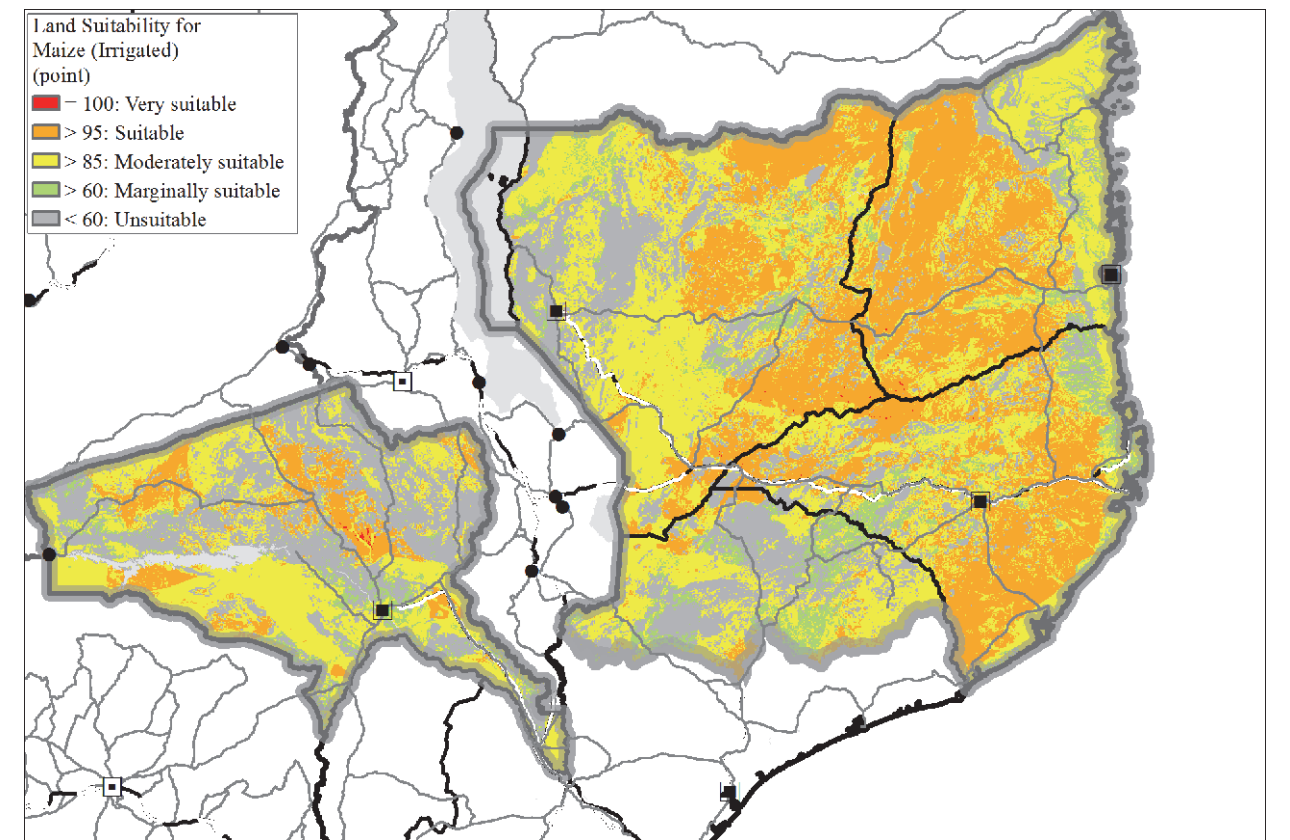 Land Suitability for
Maize (Irrigated)
(point)
= 100: Very suitable
> 95: Suitable
> 85: Moderately suitable
> 60: Marginally suitable
< 60: Unsuitable